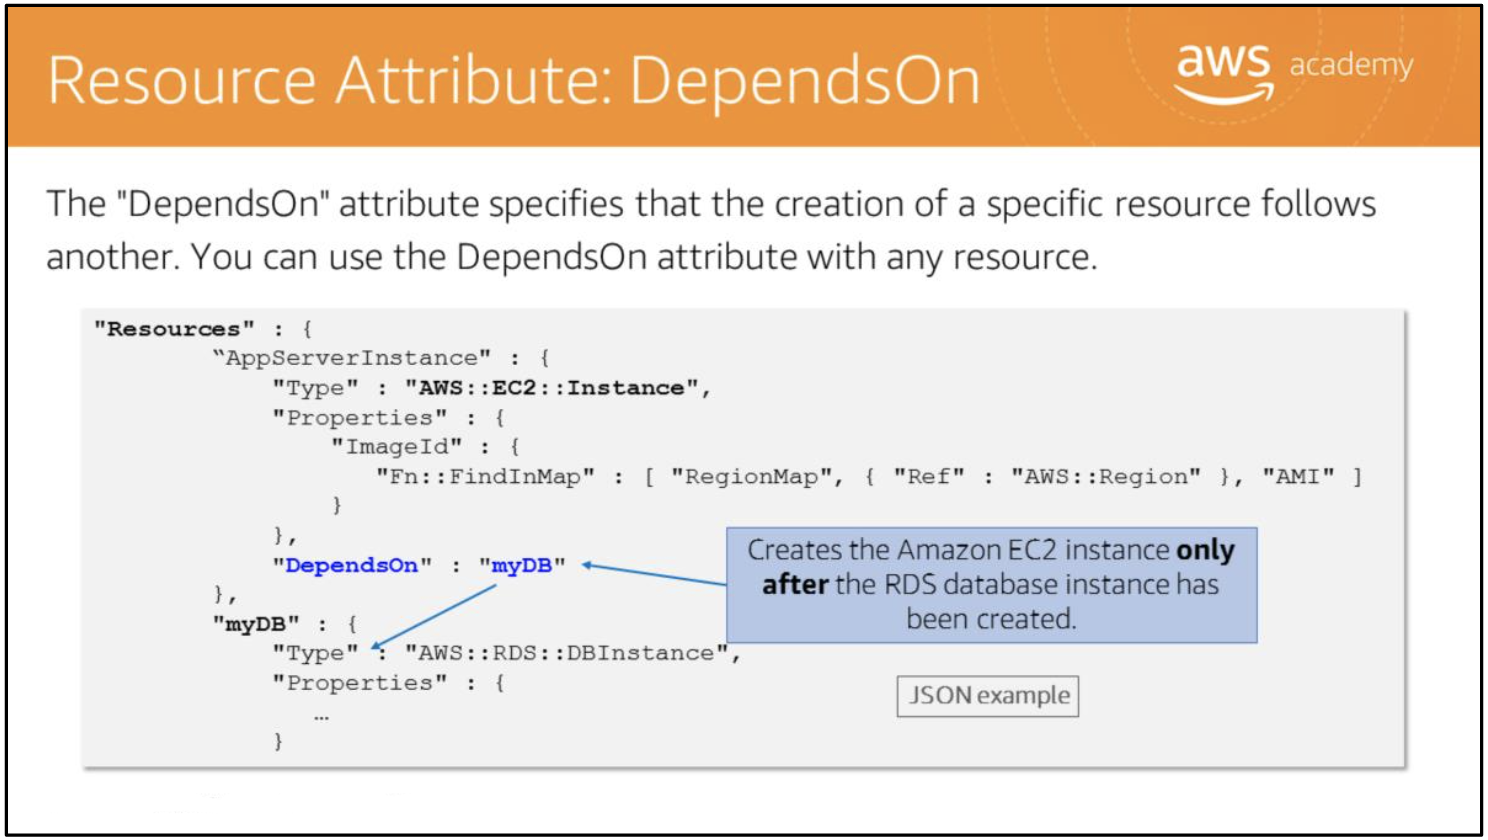 Resource Attribute: DependsOn
aws academy
The "DependsOn" attribute specifies that the creation of a specific resource follows
another. You can use the DependsOn attribute with any resource.
"Resources" : {
“AppServerInstance" : {
"Type" : "AWS::EC2::Instance",
"Properties" : {
"ImageId" : {
"Fn::FindInMap" : [ "RegionMap", { "Ref" : "AWS::Region" }, "AMI" ]
}
},
"DependsOn" : "myDB"
},
"myDB" : {
"Type" : "AWS::RDS::DBInstance",
"Properties" : {
…
}
Creates the Amazon EC2 instance only
after the RDS database instance has
been created.
JSON example